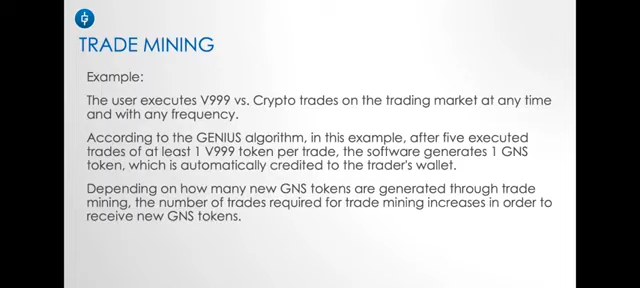 TRADE MINING
Example:
The user executes V999 vs. Crypto trades on the trading market at any time
and with any frequency.
According to the GENIUS algorithm, in this example, after five executed
trades of at least 1 V999 token per trade, the software generates 1 GNS
token, which is automatically credited to the trader's wallet.
Depending on how many new GNS tokens are generated through trade
mining, the number of trades required for trade mining increases in order to
receive new GNS tokens.